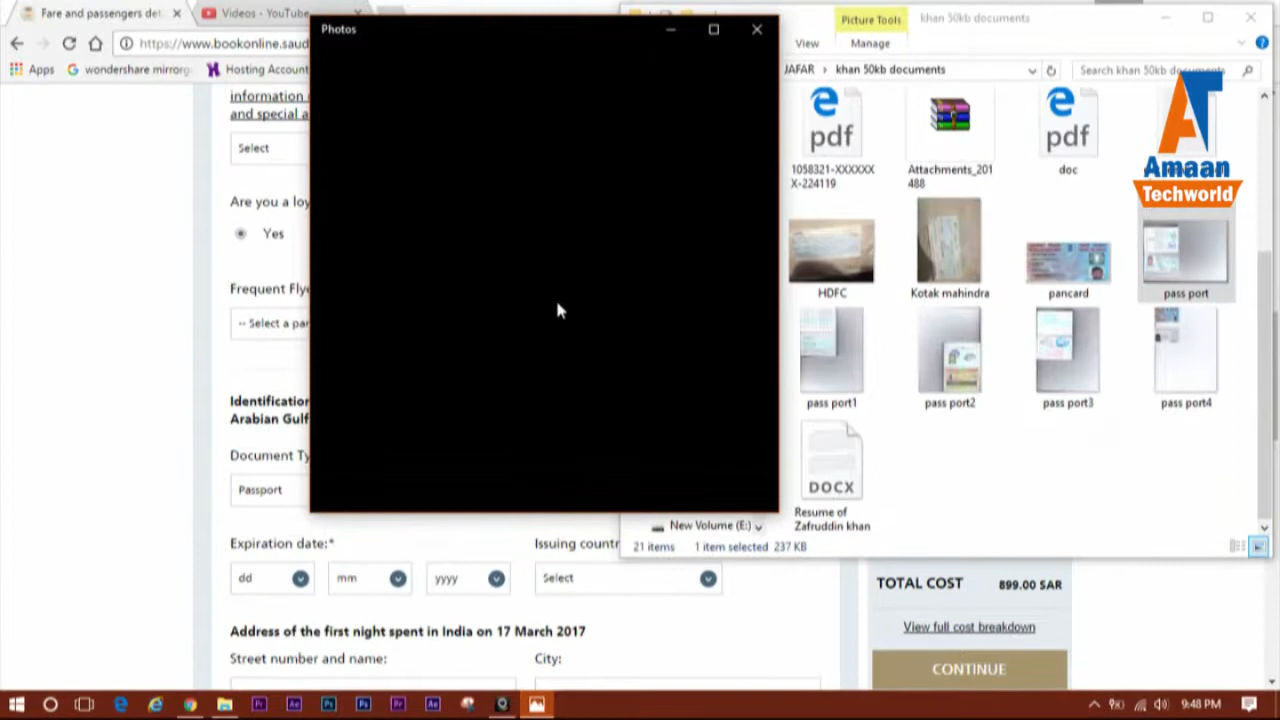 Fare and passengers det
Videos - YouTube
https://www.bookonline.saud
Apps
wondershare mirrorg
Hosting Account
Photos
Picture Tools
khan 50kb documents
View
Manage
JAFAR
khan 50kb documents
Search khan 50kb documents
information
and special a
Select
Are you a loy
Yes
Frequent Flye
-- Select a par
Identification
Arabian Gulf
Document Ty
Passport
Expiration date:*
Issuing countr
dd
mm
yyyy
Select
Address of the first night spent in India on 17 March 2017
Street number and name:
City:
pdf
1058321-XXXXXX
X-224119
Attachments_201
488
pdf
doc
Amaan
Techworld
HDFC
Kotak mahindra
pancard
pass port
pass port1
pass port2
pass port3
pass port4
DOCX
Resume of
Zafruddin khan
New Volume (E:)
21 items
1 item selected 237 KB
TOTAL COST
899.00 SAR
View full cost breakdown
CONTINUE
9:48 PM